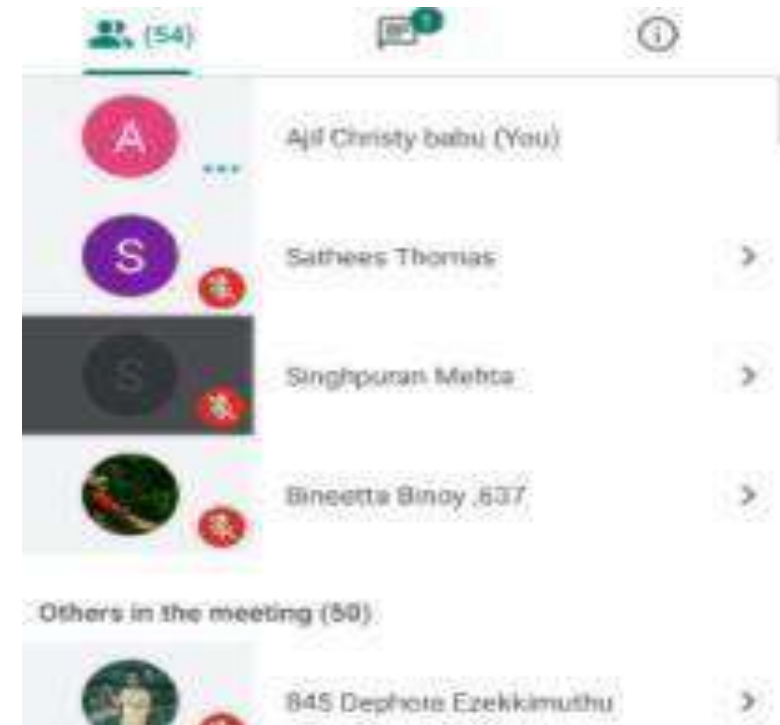 (54)
A
Ajil Christy babu (You)
S
Sathees Thomas
S
Singhpuran Mehta
Bineetta Binoy .637
Others in the meeting (50)
845 Dephora Ezekkimuthu